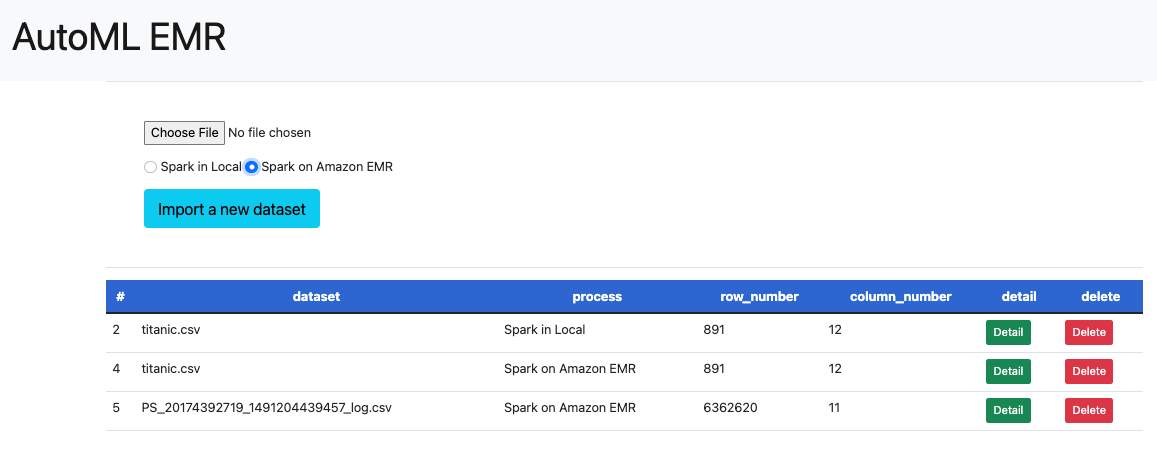 AutoML EMR
Choose File No file chosen
Spark in Local Spark on Amazon EMR
Import a new dataset
# dataset process row_number column_number detail delete
2 titanic.csv Spark in Local 891 12 Detail Delete
4 titanic.csv Spark on Amazon EMR 891 12 Detail Delete
5 PS_20174392719_1491204439457_log.csv Spark on Amazon EMR 6362620 11 Detail Delete